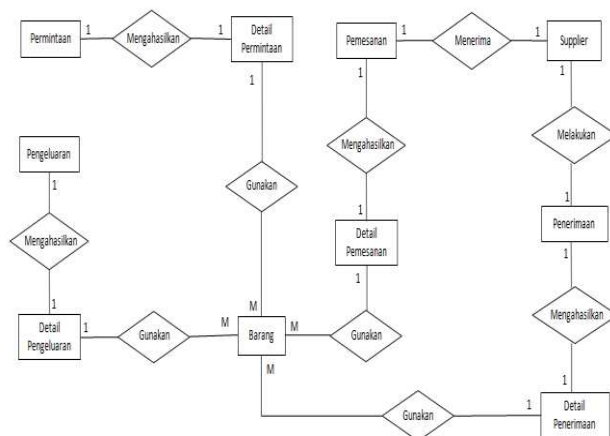 Permintaan 1 Mengahasilkan 1 Detail
Permintaan
1
Gunakan
M
Pemesanan 1 Menerima 1 Supplier
1
Mengahasilkan
1
Detail
Pemesanan
1
Gunakan
M
1
Melakukan
1
Penerimaan
1
Mengahasilkan
1
Detail
Penerimaan
1
Gunakan
M
Pengeluaran
1
Mengahasilkan
1
Detail
Pengeluaran
1
Gunakan
M
Barang